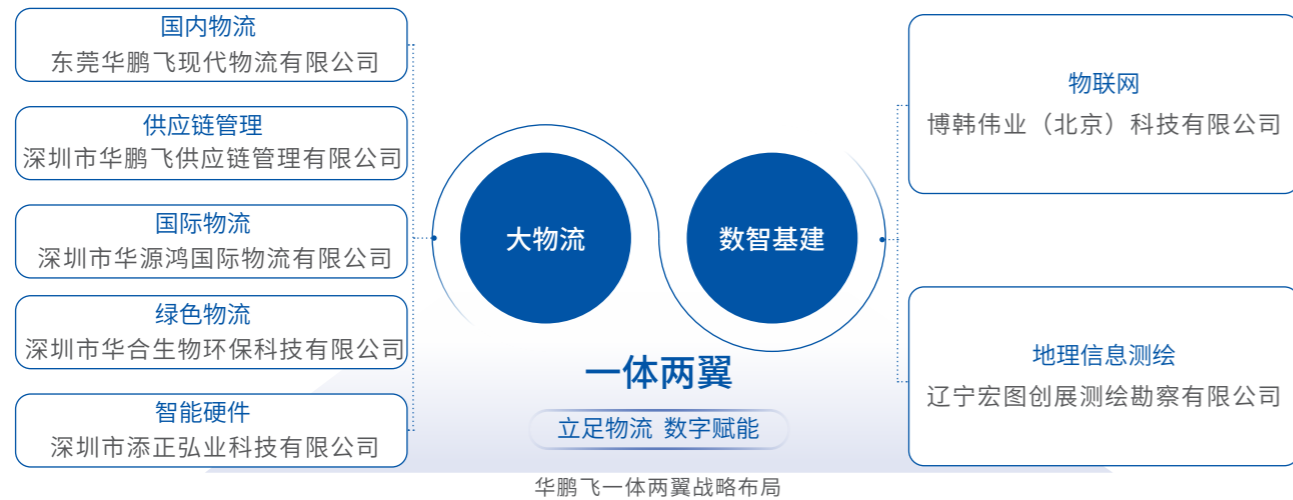 国内物流
东莞华鹏飞现代物流有限公司
供应链管理
深圳市华鹏飞供应链管理有限公司
国际物流
深圳市华源鸿国际物流有限公司
绿色物流
深圳市华合生物环保科技有限公司
智能硬件
深圳市添正弘业科技有限公司
大物流
数智基建
一体两翼
立足物流 数字赋能
物联网
博韩伟业（北京）科技有限公司
地理信息测绘
辽宁宏图创展测绘勘察有限公司
华鹏飞一体两翼战略布局